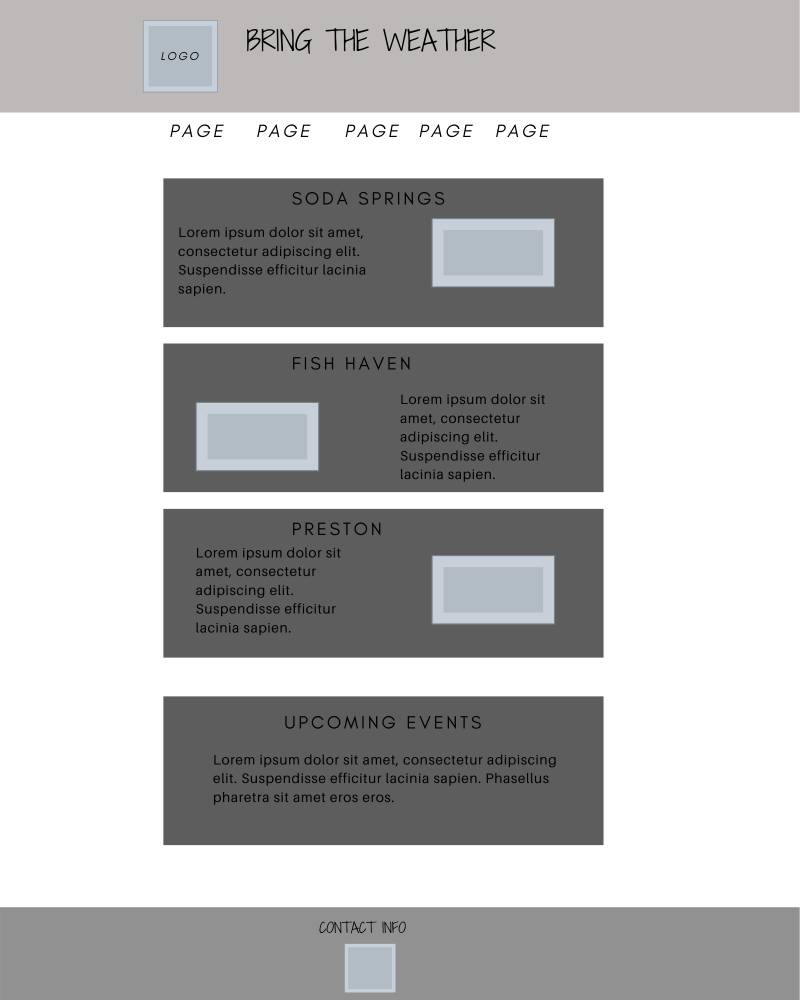 LOGO
BRING THE WEATHER
PAGE PAGE PAGE PAGE PAGE
SODA SPRINGS
Lorem ipsum dolor sit amet,
consectetur adipiscing elit.
Suspendisse efficitur lacinia
sapien.
FISH HAVEN
Lorem ipsum dolor sit
amet, consectetur
adipiscing elit.
Suspendisse efficitur
lacinia sapien.
PRESTON
Lorem ipsum dolor sit
amet, consectetur
adipiscing elit.
Suspendisse efficitur
lacinia sapien.
UPCOMING EVENTS
Lorem ipsum dolor sit amet, consectetur adipiscing
elit. Suspendisse efficitur lacinia sapien. Phasellus
pharetra sit amet eros eros.
CONTACT INFO